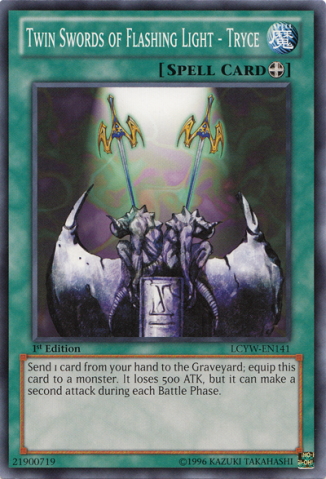 Twin Swords of Flashing Light - Tryce
魔
[Spell Card]
1st Edition
LCYW-EN141
Send 1 card from your hand to the Graveyard; equip this
card to a monster. It loses 500 ATK, but it can make a
second attack during each Battle Phase.
21900719
©1996 KAZUKI TAKAHASHI